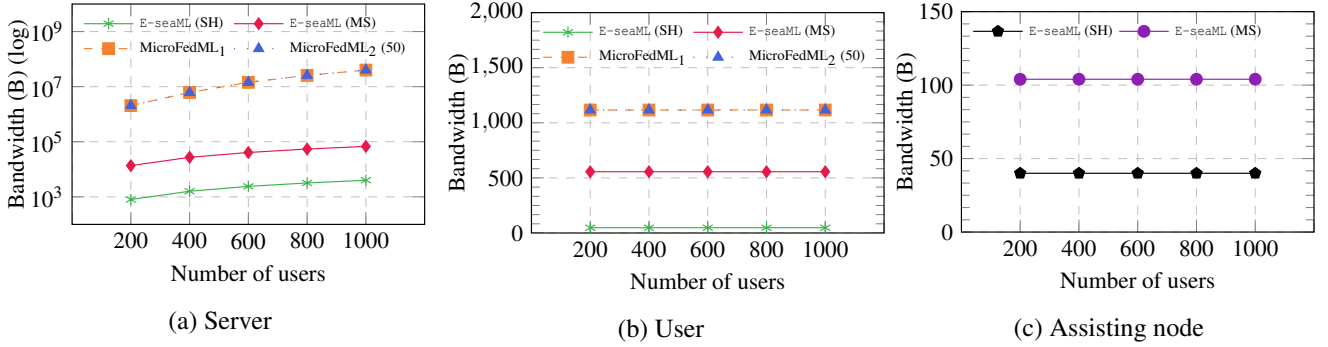 E-seaML (SH)
E-seaML (MS)
MicroFedML1
MicroFedML2 (50)
10^9
10^7
10^5
10^3
Bandwidth (B) (log)
200 400 600 800 1000
Number of users
(a) Server
E-seaML (SH)
E-seaML (MS)
MicroFedML1
MicroFedML2 (50)
2,000
1,500
1,000
500
0
Bandwidth (B)
200 400 600 800 1000
Number of users
(b) User
E-seaML (SH)
E-seaML (MS)
150
100
50
0
Bandwidth (B)
200 400 600 800 1000
Number of users
(c) Assisting node